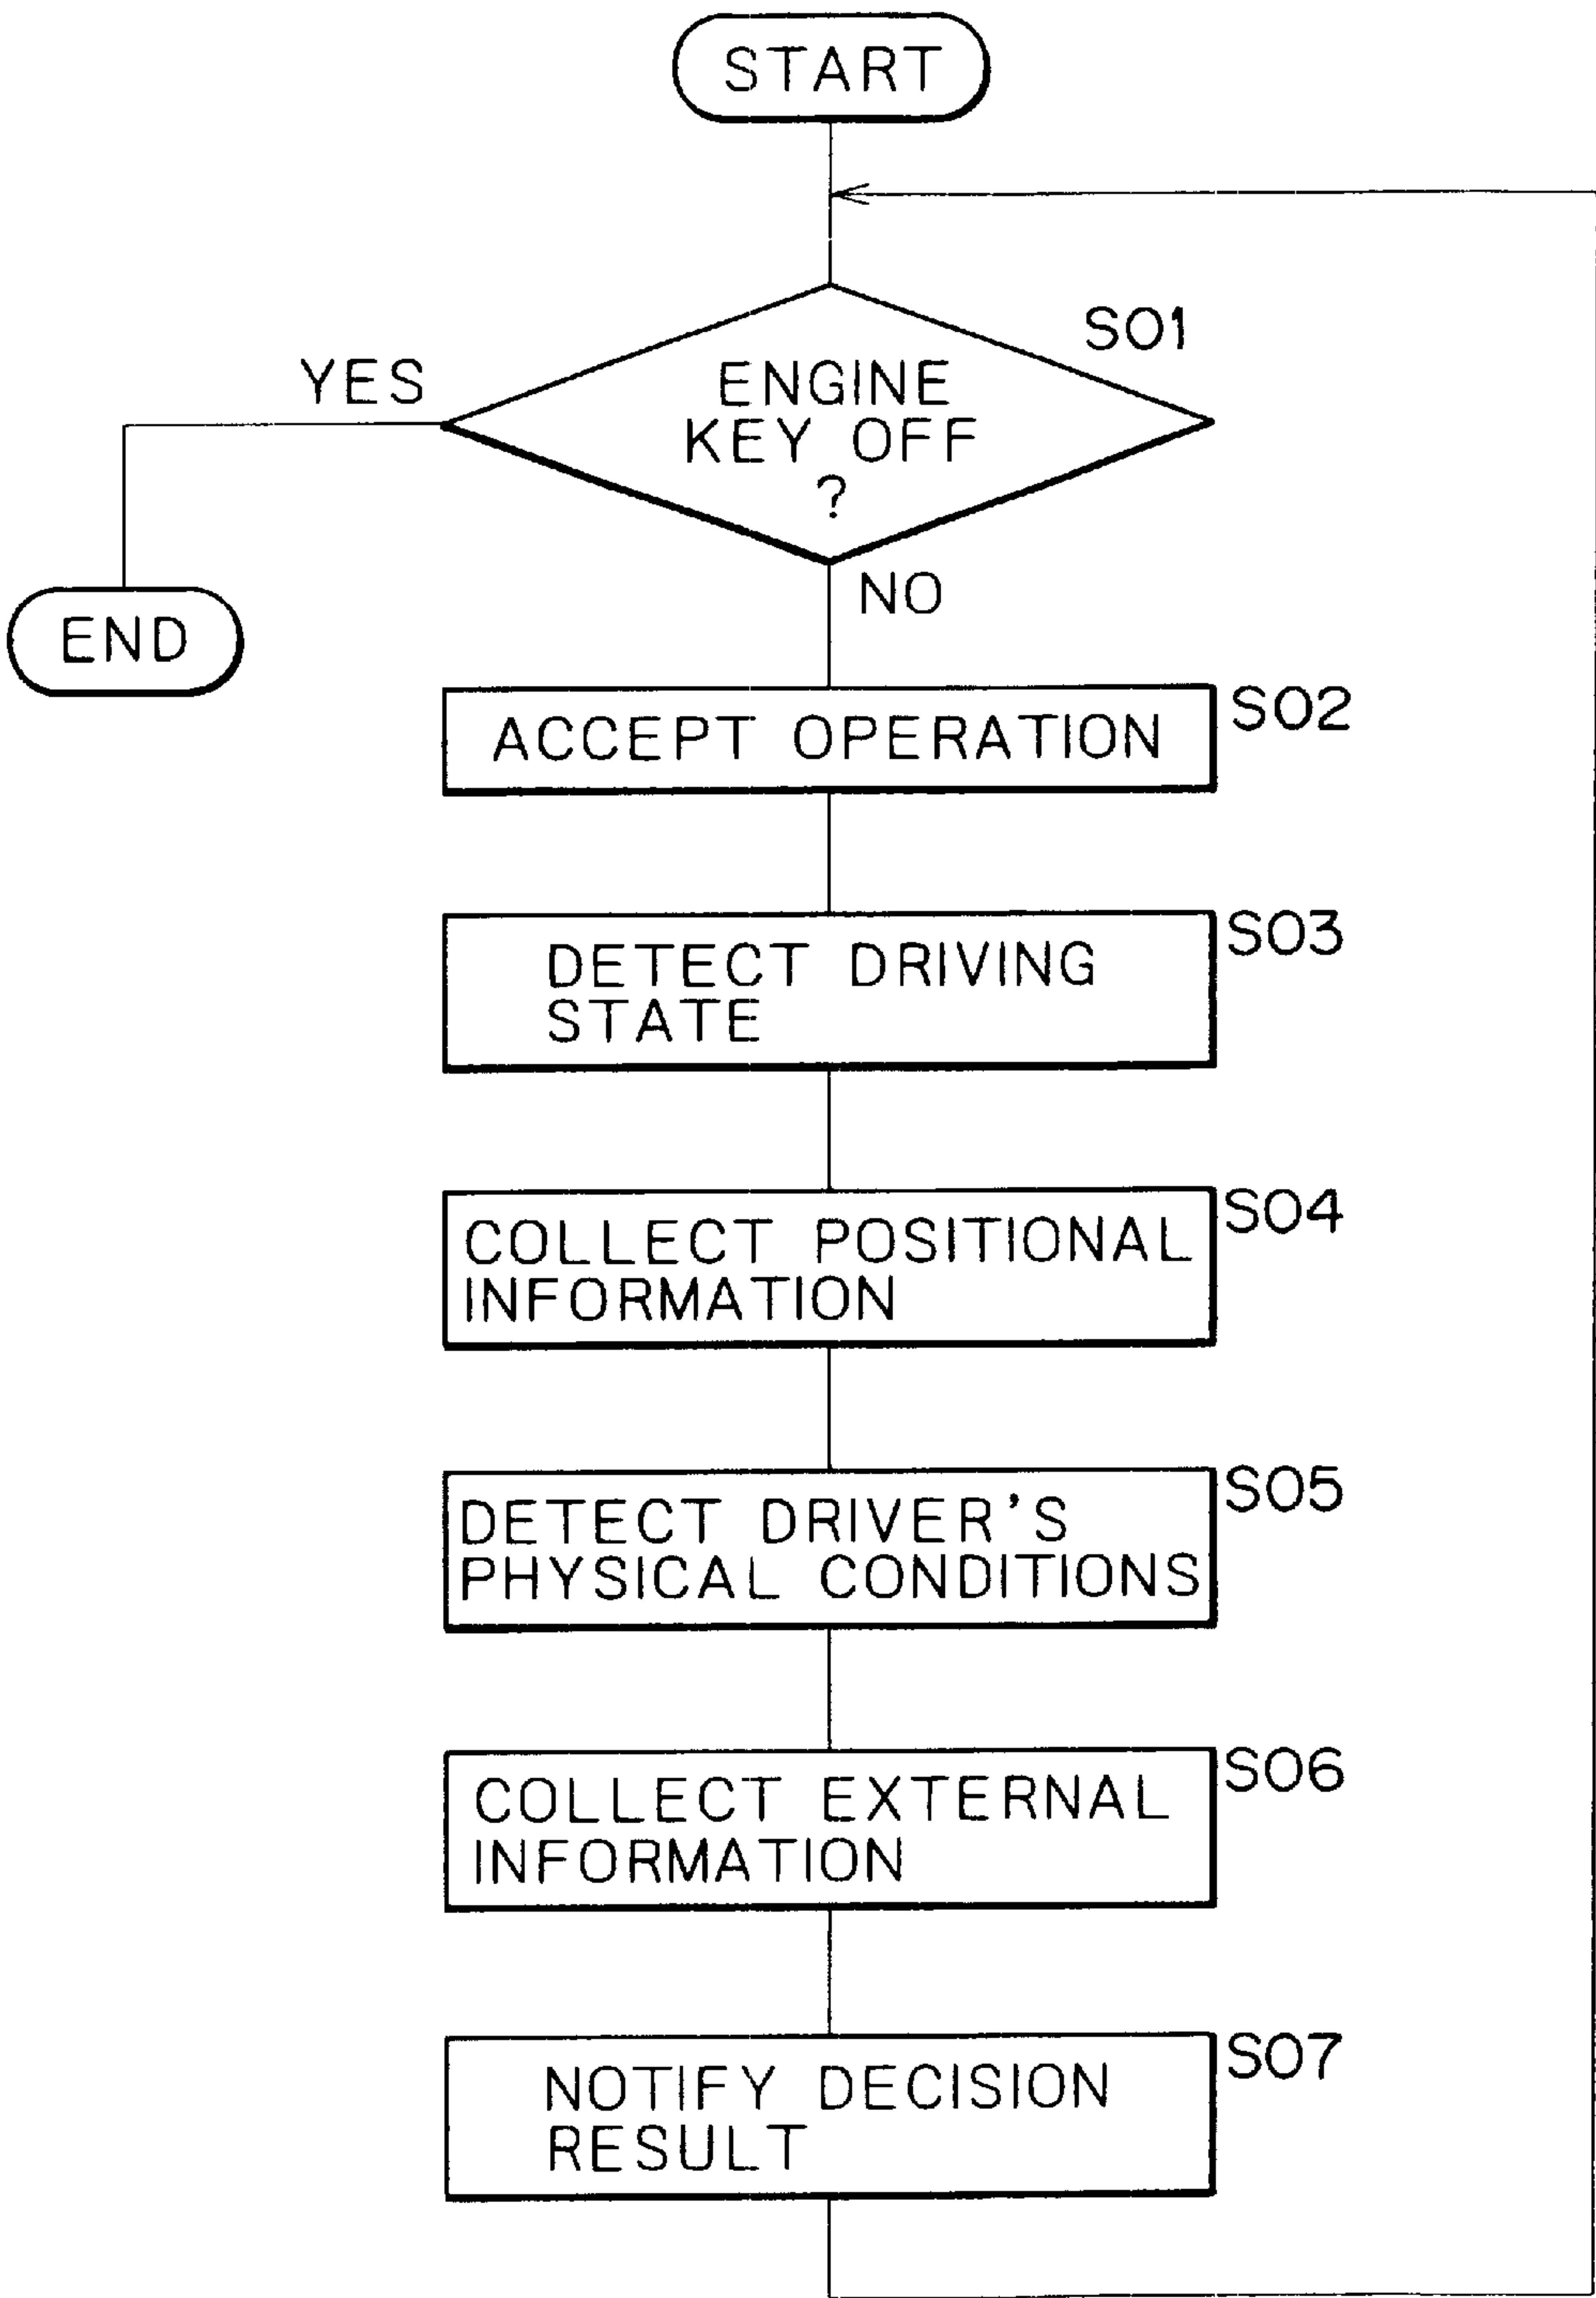 START
S01
YES
ENGINE
KEY OFF
?
NO
END
ACCEPT OPERATION
S02
DETECT DRIVING
STATE
S03
COLLECT POSITIONAL
INFORMATION
S04
DETECT DRIVER'S
PHYSICAL CONDITIONS
S05
COLLECT EXTERNAL
INFORMATION
S06
NOTIFY DECISION
RESULT
S07